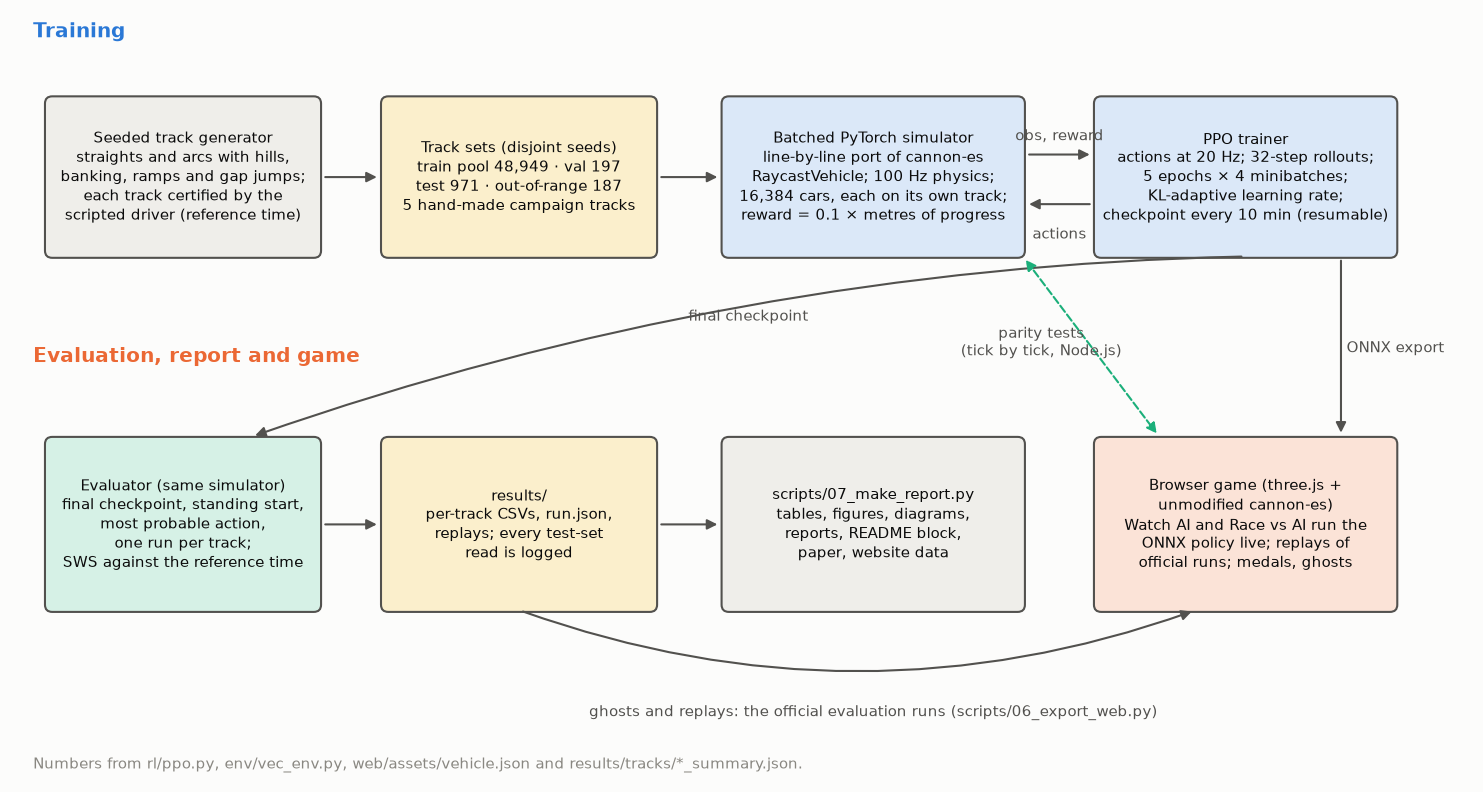 Training
Seeded track generator
straights and arcs with hills,
banking, ramps and gap jumps;
each track certified by the
scripted driver (reference time)
Track sets (disjoint seeds)
train pool 48,949 · val 197
test 971 · out-of-range 187
5 hand-made campaign tracks
Batched PyTorch simulator
line-by-line port of cannon-es
RaycastVehicle; 100 Hz physics;
16,384 cars, each on its own track;
reward = 0.1 × metres of progress
obs, reward
actions
PPO trainer
actions at 20 Hz; 32-step rollouts;
5 epochs × 4 minibatches;
KL-adaptive learning rate;
checkpoint every 10 min (resumable)
final checkpoint
parity tests
(tick by tick, Node.js)
ONNX export
Evaluation, report and game
Evaluator (same simulator)
final checkpoint, standing start,
most probable action,
one run per track;
SWS against the reference time
results/
per-track CSVs, run.json,
replays; every test-set
read is logged
scripts/07_make_report.py
tables, figures, diagrams,
reports, README block,
paper, website data
Browser game (three.js +
unmodified cannon-es)
Watch AI and Race vs AI run the
ONNX policy live; replays of
official runs; medals, ghosts
ghosts and replays: the official evaluation runs (scripts/06_export_web.py)
Numbers from rl/ppo.py, env/vec_env.py, web/assets/vehicle.json and results/tracks/*_summary.json.